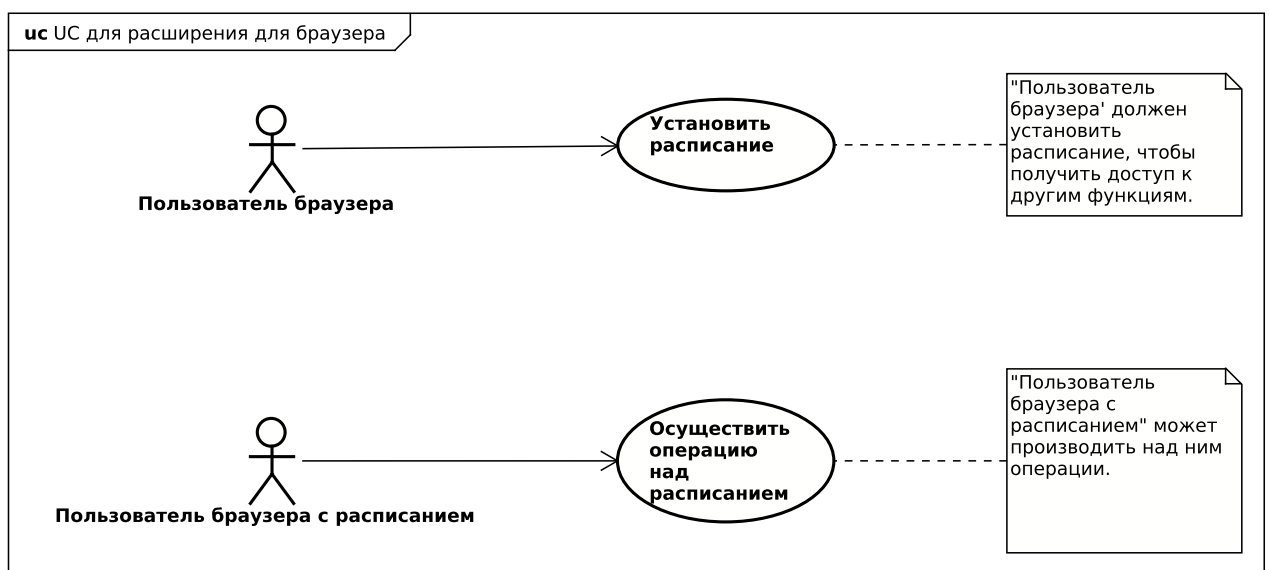 uc UC для расширения для браузера
Пользователь браузера
Установить
расписание
"Пользователь
браузера' должен
установить
расписание, чтобы
получить доступ к
другим функциям.
Пользователь браузера с расписанием
Осуществить
операцию
над
расписанием
"Пользователь
браузера с
расписанием" может
производить над ним
операции.